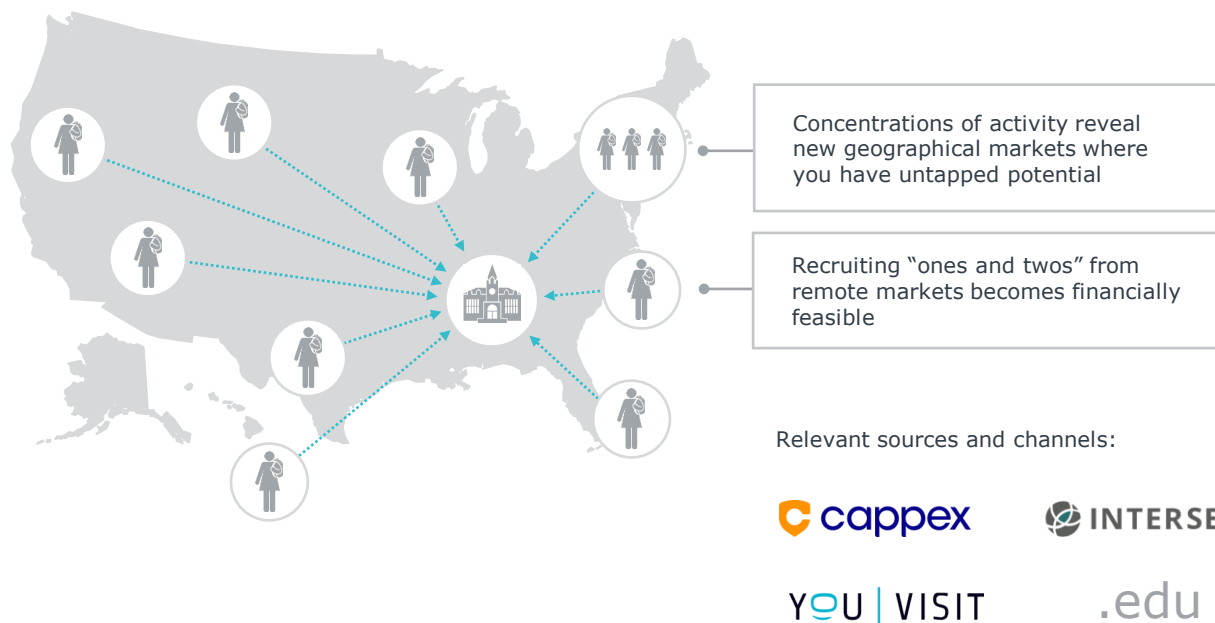 Concentrations of activity reveal
new geographical markets where
you have untapped potential
Recruiting “ones and twos” from
remote markets becomes financially
feasible
Relevant sources and channels:
cappex
INTERSE
YOU | VISIT
.edu